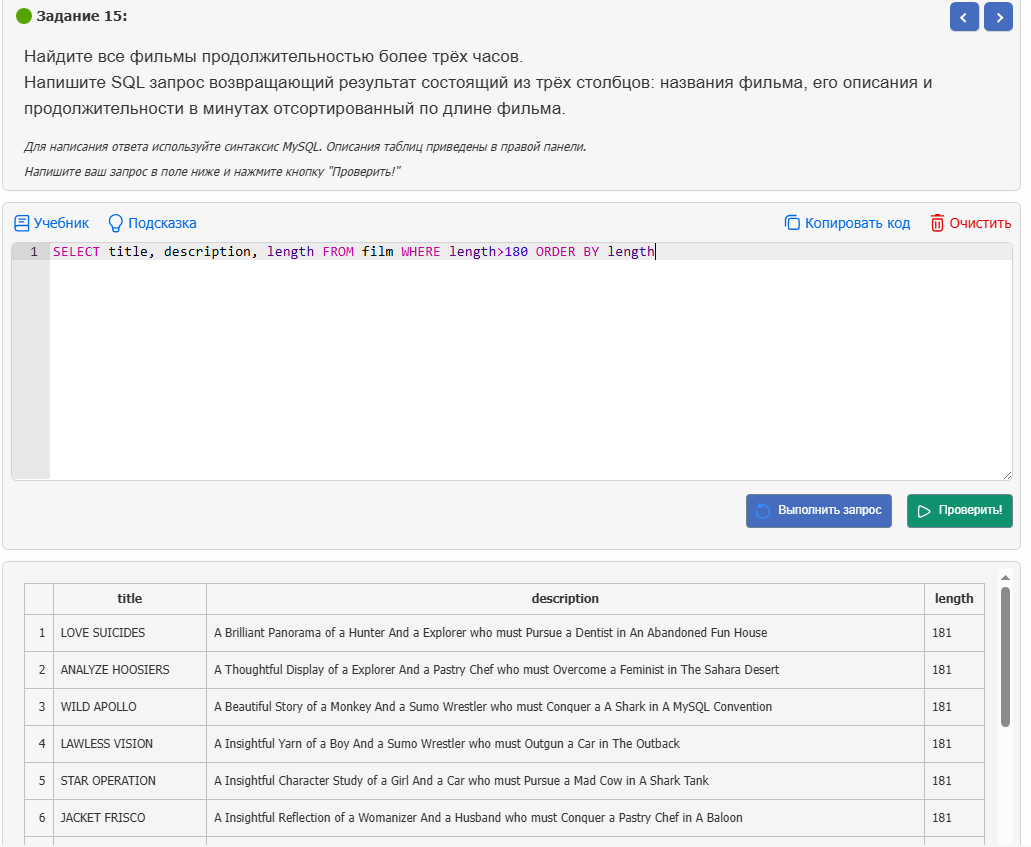 Задание 15:
Найдите все фильмы продолжительностью более трёх часов.
Напишите SQL запрос возвращающий результат состоящий из трёх столбцов: названия фильма, его описания и
продолжительности в минутах отсортированный по длине фильма.
Для написания ответа используйте синтаксис MySQL. Описания таблиц приведены в правой панели.
Напишите ваш запрос в поле ниже и нажмите кнопку "Проверить!"
Учебник Подсказка Копировать код Очистить
1 SELECT title, description, length FROM film WHERE length>180 ORDER BY length
Выполнить запрос Проверить!
title description length
1 LOVE SUICIDES A Brilliant Panorama of a Hunter And a Explorer who must Pursue a Dentist in An Abandoned Fun House 181
2 ANALYZE HOOSIERS A Thoughtful Display of a Explorer And a Pastry Chef who must Overcome a Feminist in The Sahara Desert 181
3 WILD APOLLO A Beautiful Story of a Monkey And a Sumo Wrestler who must Conquer a A Shark in A MySQL Convention 181
4 LAWLESS VISION A Insightful Yarn of a Boy And a Sumo Wrestler who must Outgun a Car in The Outback 181
5 STAR OPERATION A Insightful Character Study of a Girl And a Car who must Pursue a Mad Cow in A Shark Tank 181
6 JACKET FRISCO A Insightful Reflection of a Womanizer And a Husband who must Conquer a Pastry Chef in A Baloon 181